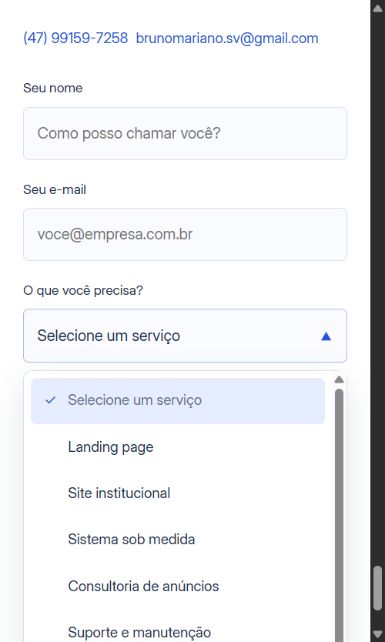 (47) 99159-7258 brunomariano.sv@gmail.com
Seu nome
Como posso chamar você?
Seu e-mail
voce@empresa.com.br
O que você precisa?
Selecione um serviço
Selecione um serviço
Landing page
Site institucional
Sistema sob medida
Consultoria de anúncios
Suporte e manutenção